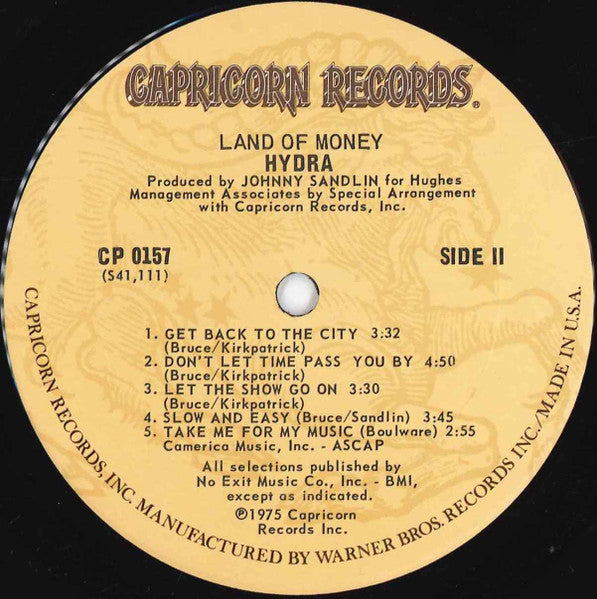 CAPRICORN RECORDS®
LAND OF MONEY
HYDRA
Produced by JOHNNY SANDLIN for Hughes
Management Associates by Special Arrangement
with Capricorn Records, Inc.
CP 0157 SIDE II
(S41,111)
1. GET BACK TO THE CITY 3:32
(Bruce/Kirkpatrick)
2. DON'T LET TIME PASS YOU BY 4:50
(Bruce/Kirkpatrick)
3. LET THE SHOW GO ON 3:30
(Bruce/Kirkpatrick)
4. SLOW AND EASY (Bruce/Sandlin) 3:45
5. TAKE ME FOR MY MUSIC (Boulware) 2:55
Camerica Music, Inc. - ASCAP
All selections published by
No Exit Music Co., Inc. - BMI,
except as indicated.
℗1975 Capricorn
Records Inc.
CAPRICORN RECORDS, INC. MANUFACTURED BY WARNER BROS. RECORDS INC./MADE IN U.S.A.